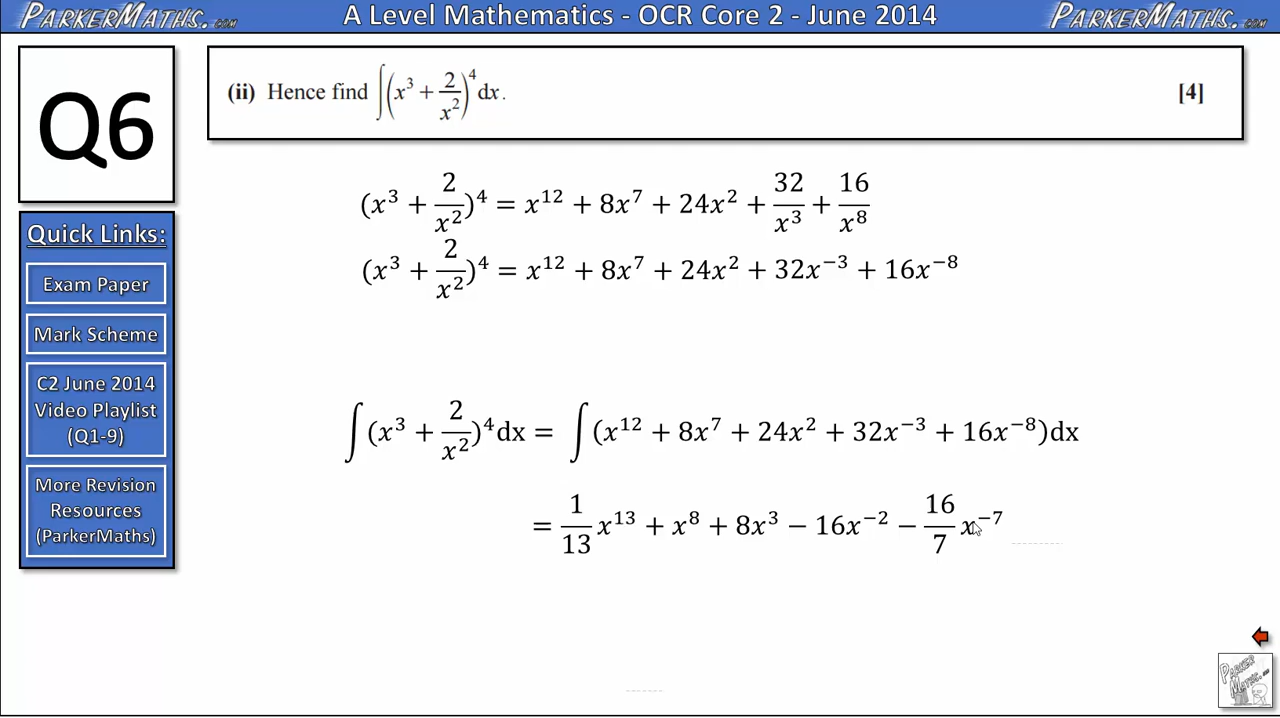 PARKERMATHS.COM A Level Mathematics - OCR Core 2 - June 2014 PARKERMATHS.COM
Q6
(ii) Hence find ∫(x³ + 2/x²)⁴ dx. [4]
Quick Links:
Exam Paper
Mark Scheme
C2 June 2014
Video Playlist
(Q1-9)
More Revision
Resources
(ParkerMaths)
(x³ + 2/x²)⁴ = x¹² + 8x⁷ + 24x² + 32/x³ + 16/x⁸
(x³ + 2/x²)⁴ = x¹² + 8x⁷ + 24x² + 32x⁻³ + 16x⁻⁸
∫(x³ + 2/x²)⁴dx = ∫(x¹² + 8x⁷ + 24x² + 32x⁻³ + 16x⁻⁸)dx
= 1/13 x¹³ + x⁸ + 8x³ − 16x⁻² − 16/7 x⁻⁷
PARKER
MATHS.COM